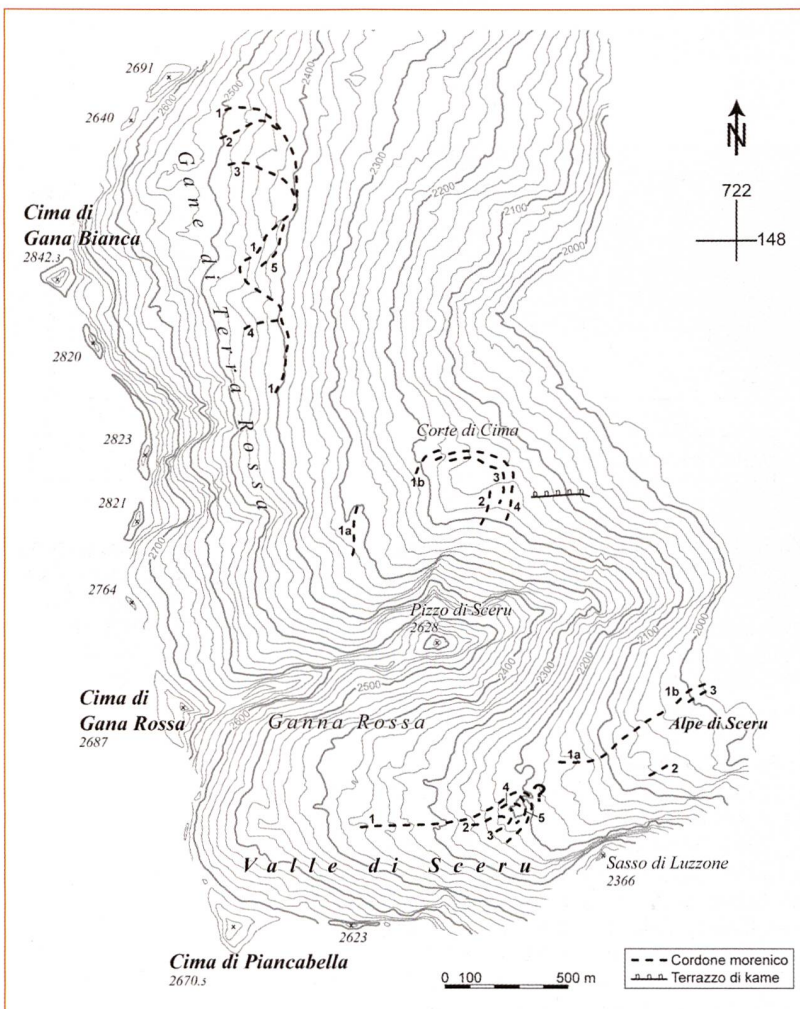 2691
2640
2600
2500
2400
2300
2200
2100
2000
1
2
3
1
5
4
1
Gane di Terra Rossa
Cima di
Gana Bianca
2842.3
2820
2823
2821
2764
2700
N
722
148
Corte di Cima
1b
3
2
4
1a
Pizzo di Sceru
2628
2600
2500
2400
2300
2200
2100
2000
Cima di
Gana Rossa
2687
Ganna Rossa
1b
3
Alpe di Sceru
1a
2
4
?
1
2
3
5
Valle di Sceru
Sasso di Luzzone
2366
2623
Cima di Piancabella
2670.5
0 100 500 m
Cordone morenico
Terrazzo di kame